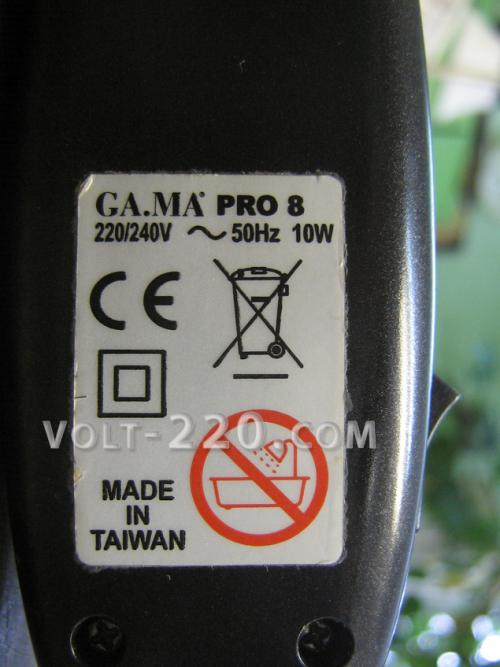 GA.MA® PRO 8
220/240V ~ 50Hz 10W
CE
VOLT-220.COM
MADE
IN
TAIWAN